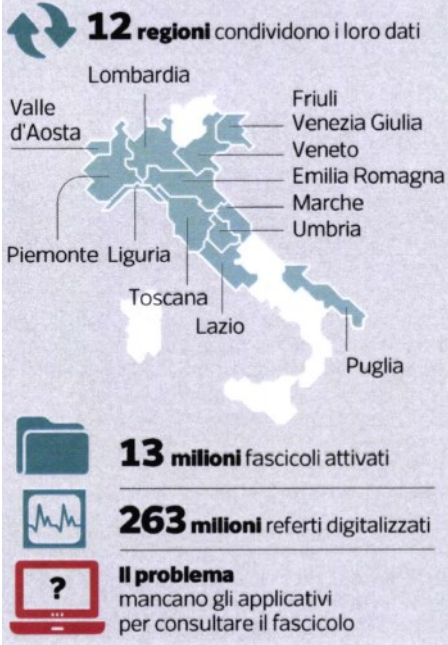 12 regioni condividono i loro dati
Lombardia
Valle
d'Aosta
Friuli
Venezia Giulia
Veneto
Emilia Romagna
Marche
Umbria
Piemonte Liguria
Toscana
Lazio
Puglia
13 milioni fascicoli attivati
263 milioni referti digitalizzati
?
Il problema
mancano gli applicativi
per consultare il fascicolo